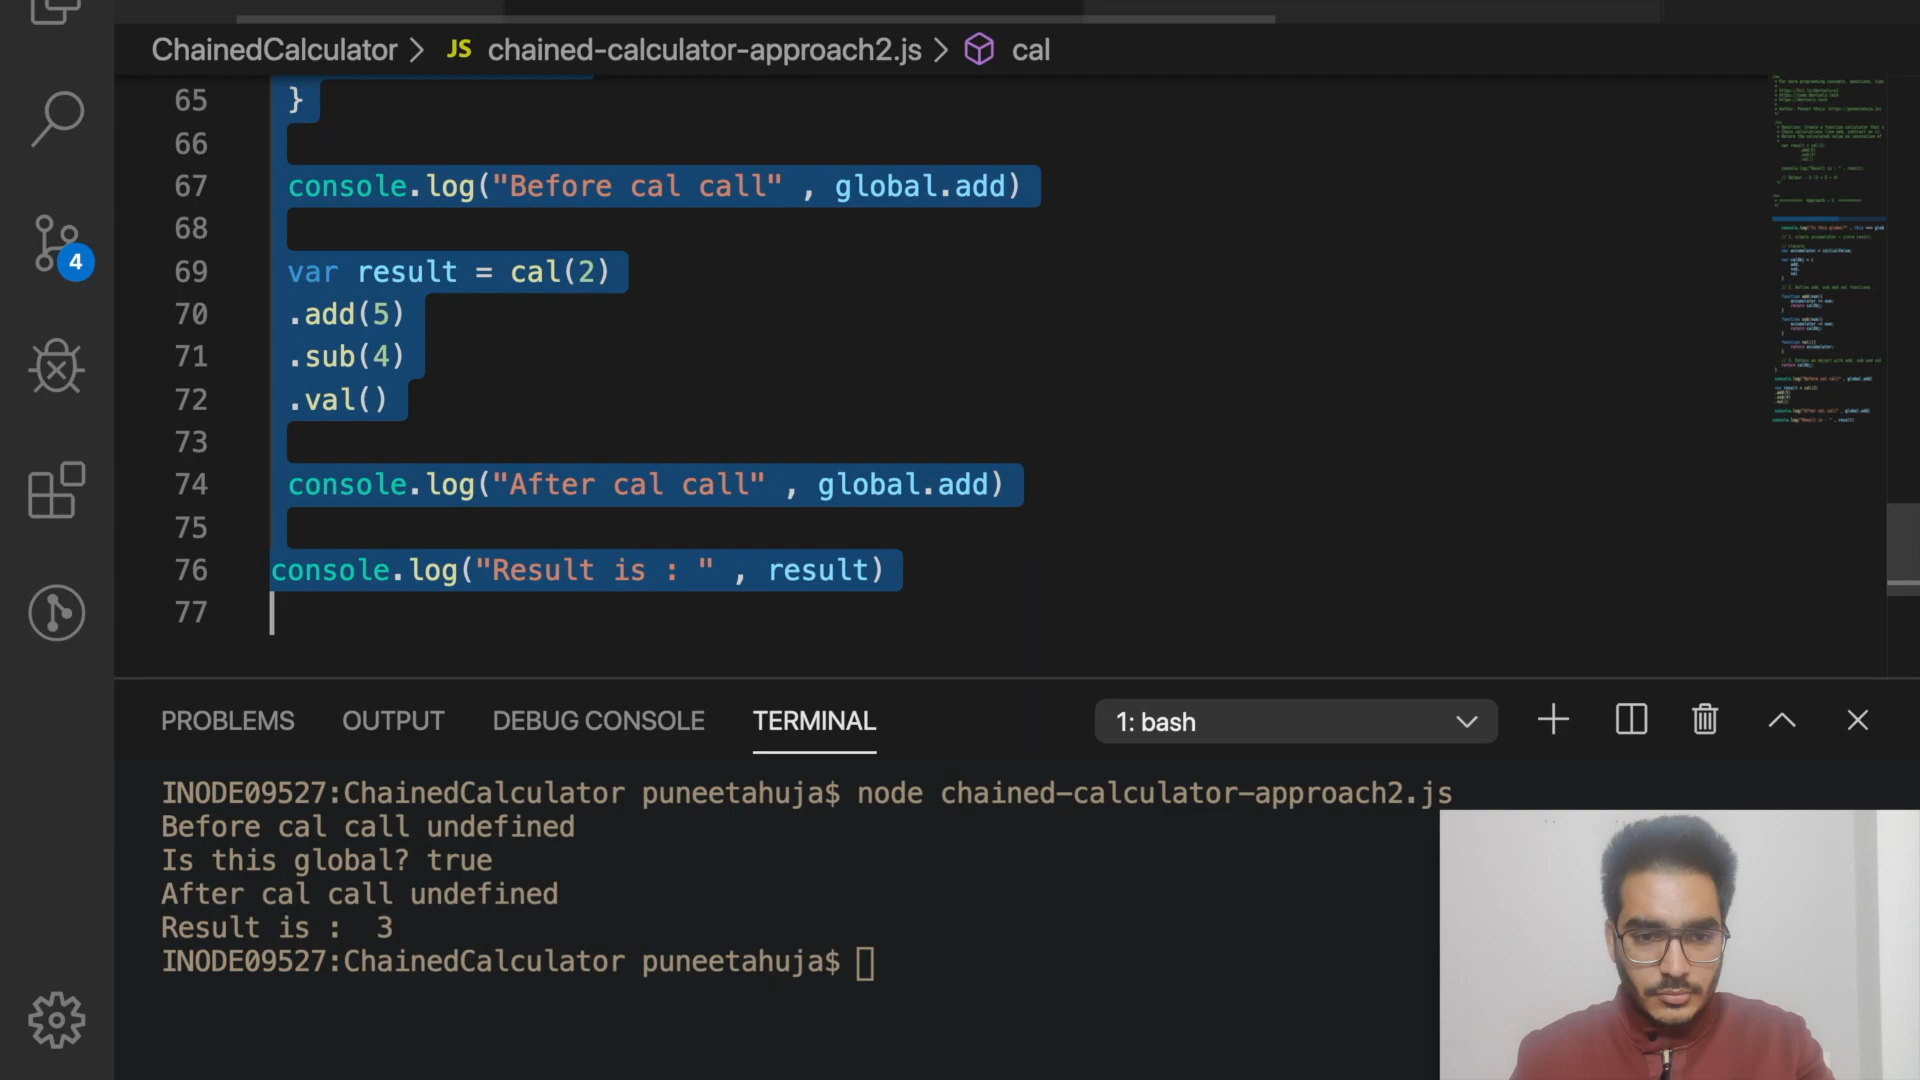 ChainedCalculator > JS chained-calculator-approach2.js > cal
65 }
66
67 console.log("Before cal call" , global.add)
68
69 var result = cal(2)
70 .add(5)
71 .sub(4)
72 .val()
73
74 console.log("After cal call" , global.add)
75
76 console.log("Result is : " , result)
77
4
PROBLEMS OUTPUT DEBUG CONSOLE TERMINAL 1: bash
INODE09527:ChainedCalculator puneetahuja$ node chained-calculator-approach2.js
Before cal call undefined
Is this global? true
After cal call undefined
Result is :  3
INODE09527:ChainedCalculator puneetahuja$